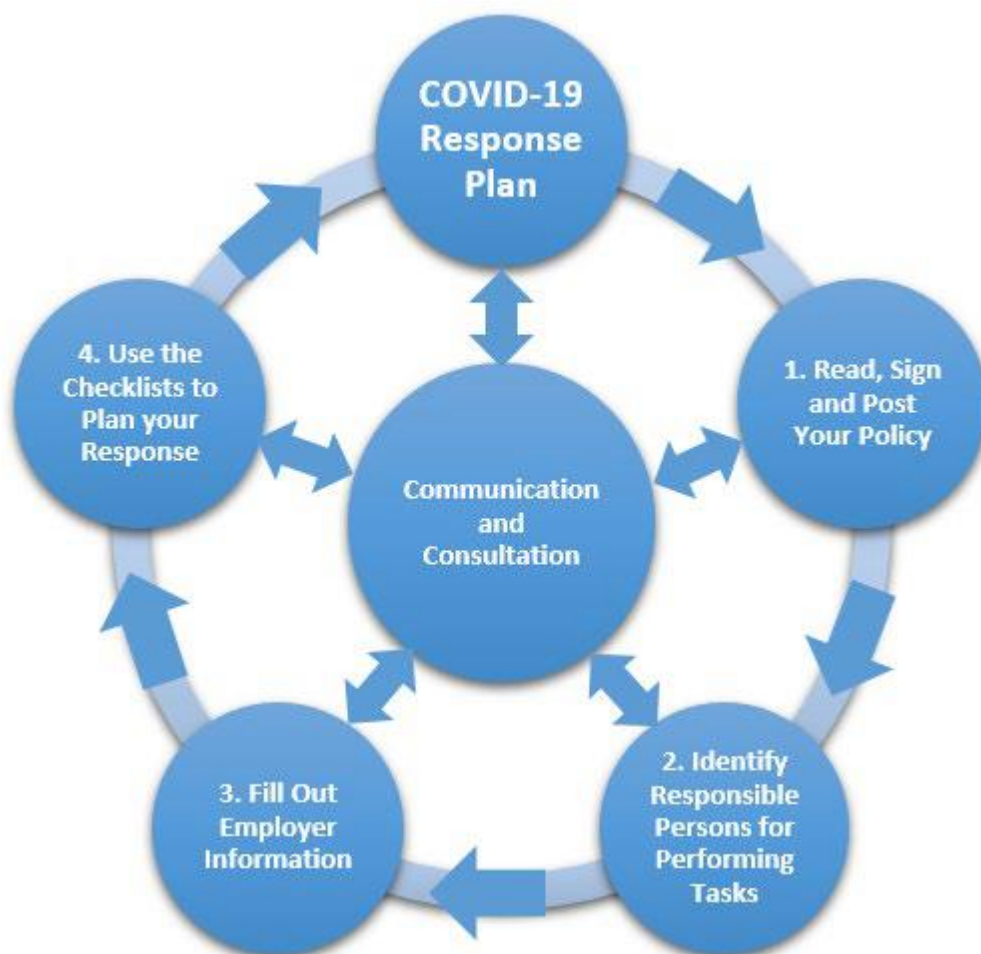 COVID-19
Response
Plan
1. Read, Sign
and Post
Your Policy
2. Identify
Responsible
Persons for
Performing
Tasks
3. Fill Out
Employer
Information
4. Use the
Checklists to
Plan your
Response
Communication
and
Consultation